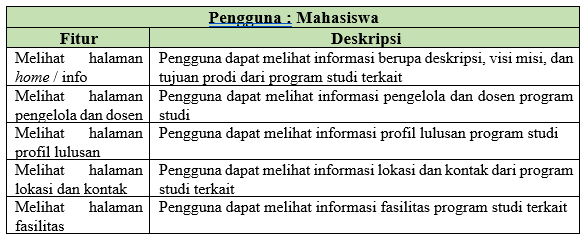 Pengguna : Mahasiswa
Fitur Deskripsi
Melihat halaman Pengguna dapat melihat informasi berupa deskripsi, visi misi, dan
home / info tujuan prodi dari program studi terkait
Melihat halaman Pengguna dapat melihat informasi pengelola dan dosen program
pengelola dan dosen studi
Melihat halaman Pengguna dapat melihat informasi profil lulusan program studi
profil lulusan
Melihat halaman Pengguna dapat melihat informasi lokasi dan kontak dari program
lokasi dan kontak studi terkait
Melihat halaman Pengguna dapat melihat informasi fasilitas program studi terkait
fasilitas